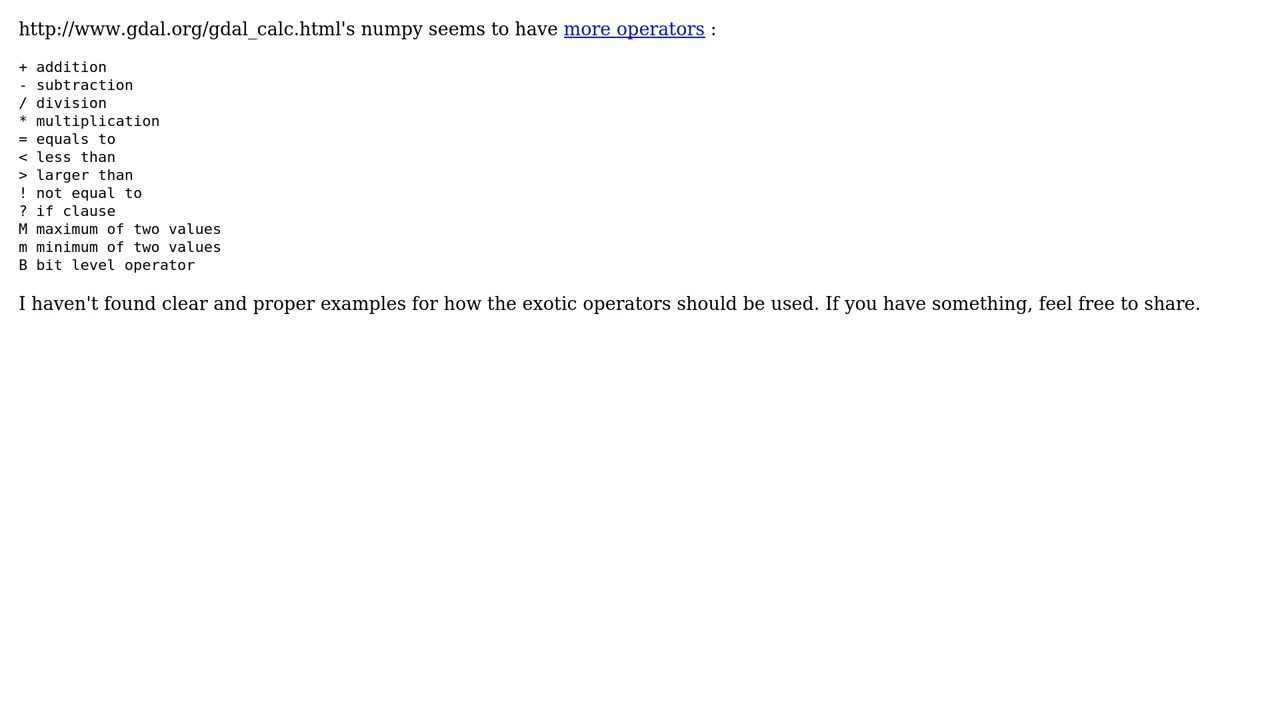 http://www.gdal.org/gdal_calc.html's numpy seems to have more operators :
+ addition
- subtraction
/ division
* multiplication
= equals to
< less than
> larger than
! not equal to
? if clause
M maximum of two values
m minimum of two values
B bit level operator
I haven't found clear and proper examples for how the exotic operators should be used. If you have something, feel free to share.